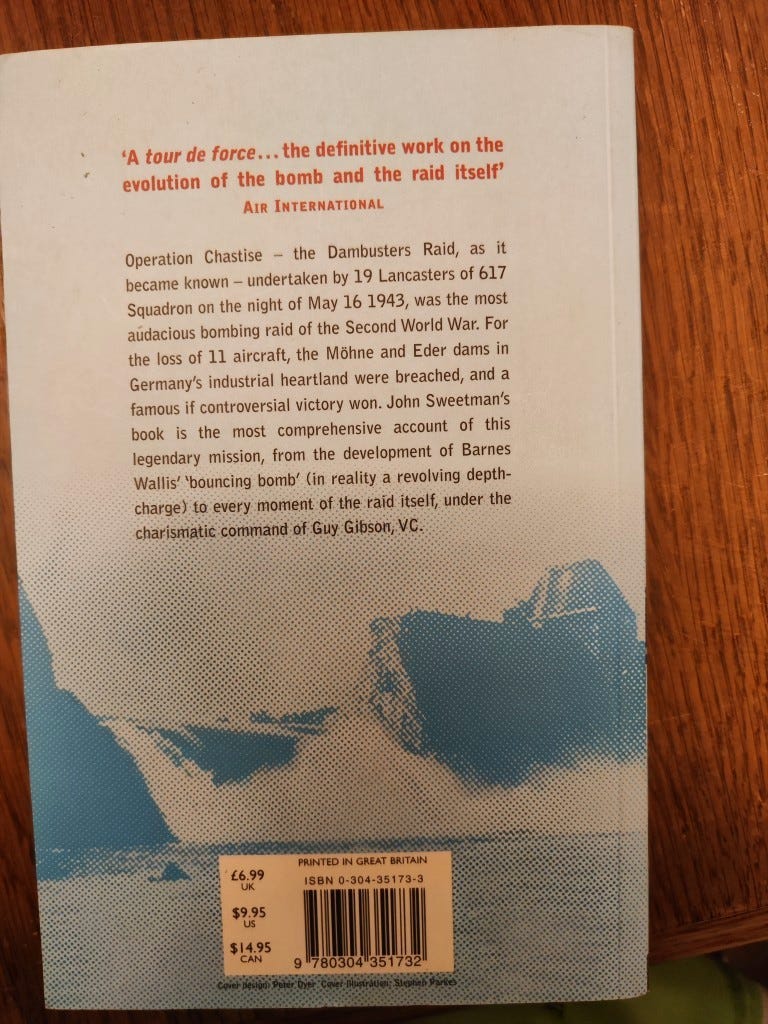 ‘A tour de force... the definitive work on the
evolution of the bomb and the raid itself’
AIR INTERNATIONAL
Operation Chastise – the Dambusters Raid, as it
became known – undertaken by 19 Lancasters of 617
Squadron on the night of May 16 1943, was the most
audacious bombing raid of the Second World War. For
the loss of 11 aircraft, the Möhne and Eder dams in
Germany's industrial heartland were breached, and a
famous if controversial victory won. John Sweetman's
book is the most comprehensive account of this
legendary mission, from the development of Barnes
Wallis' ‘bouncing bomb’ (in reality a revolving depth-
charge) to every moment of the raid itself, under the
charismatic command of Guy Gibson, VC.
PRINTED IN GREAT BRITAIN
£6.99
UK
$9.95
US
$14.95
CAN
ISBN 0-304-35173-3
9 780304 351732
Cover design: Peter Dyer Cover illustration: Stephen Parkes